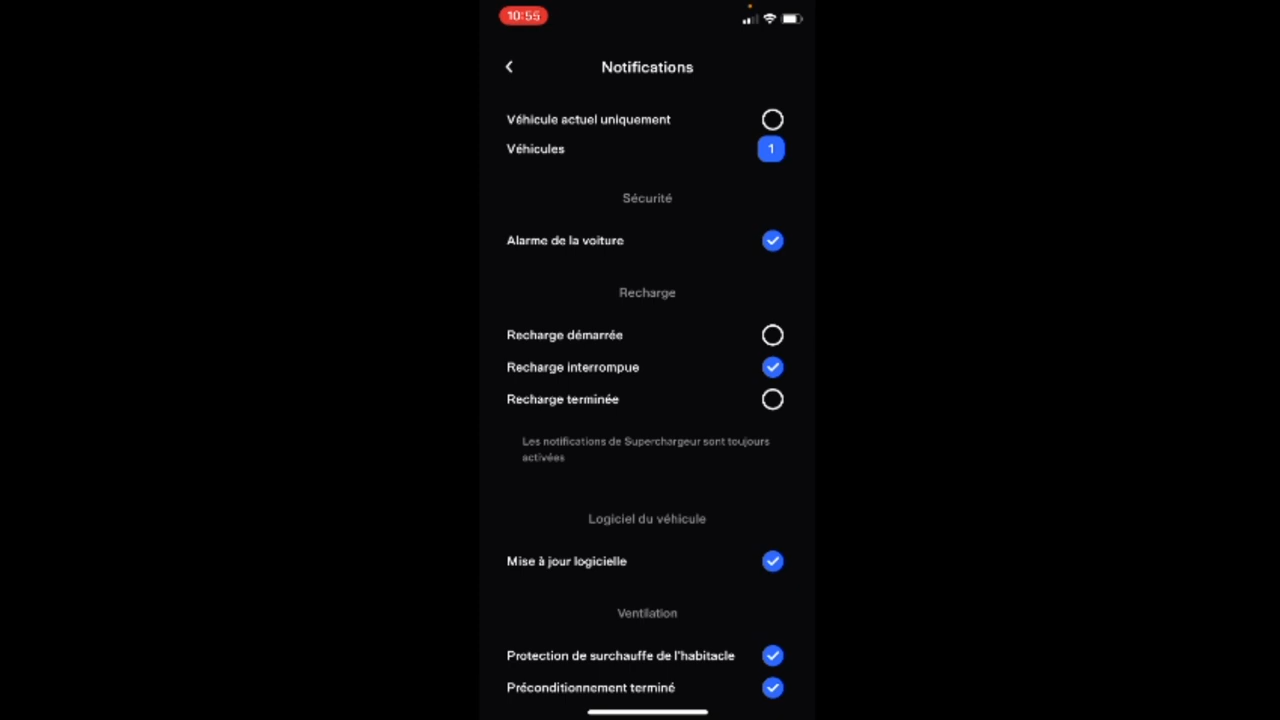 10:55
Notifications
Véhicule actuel uniquement
Véhicules 1
Sécurité
Alarme de la voiture
Recharge
Recharge démarrée
Recharge interrompue
Recharge terminée
Les notifications de Superchargeur sont toujours
activées
Logiciel du véhicule
Mise à jour logicielle
Ventilation
Protection de surchauffe de l'habitacle
Préconditionnement terminé